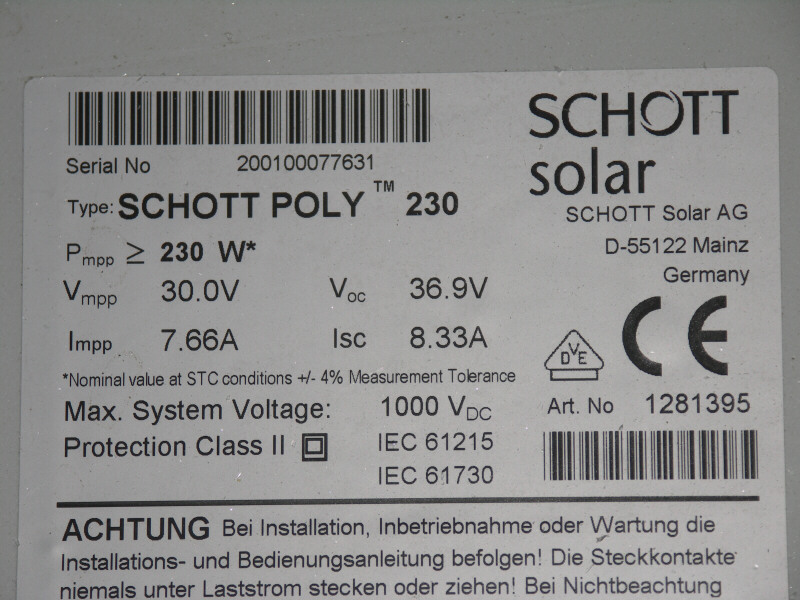 SCHOTT
solar
SCHOTT Solar AG
D-55122 Mainz
Germany
Serial No 200100077631
Type: SCHOTT POLY ™ 230
Pmpp ≥ 230 W*
Vmpp 30.0V Voc 36.9V
Impp 7.66A Isc 8.33A
*Nominal value at STC conditions +/- 4% Measurement Tolerance
DVE
CE
Max. System Voltage: 1000 VDC
Art. No 1281395
Protection Class II IEC 61215
IEC 61730
ACHTUNG Bei Installation, Inbetriebnahme oder Wartung die
Installations- und Bedienungsanleitung befolgen! Die Steckkontakte
niemals unter Laststrom stecken oder ziehen! Bei Nichtbeachtung